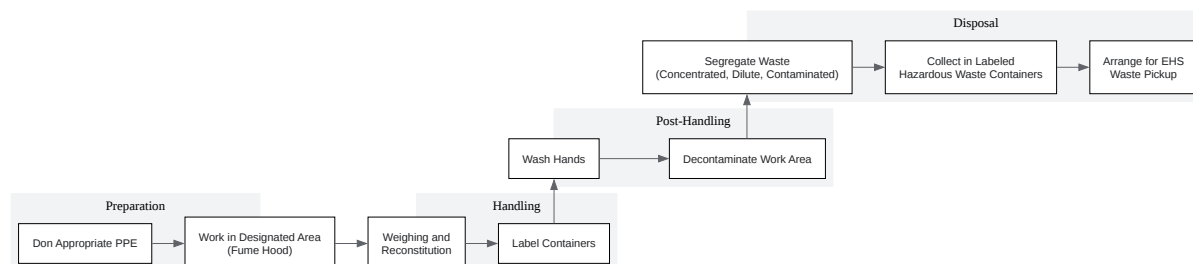 Preparation
Don Appropriate PPE
Work in Designated Area
(Fume Hood)
Handling
Weighing and
Reconstitution
Label Containers
Post-Handling
Wash Hands
Decontaminate Work Area
Disposal
Segregate Waste
(Concentrated, Dilute, Contaminated)
Collect in Labeled
Hazardous Waste Containers
Arrange for EHS
Waste Pickup